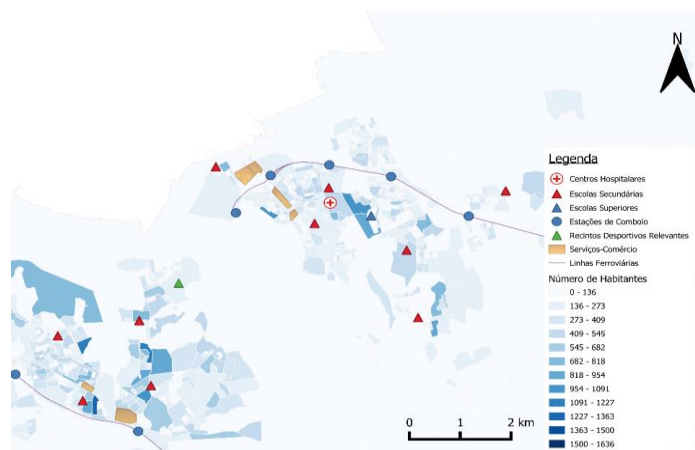 N
Legenda
Centros Hospitalares
Escolas Secundárias
Escolas Superiores
Estações de Comboio
Recintos Desportivos Relevantes
Serviços-Comércio
Linhas Ferroviárias
Número de Habitantes
0 - 136
136 - 273
273 - 409
409 - 545
545 - 682
682 - 818
818 - 954
954 - 1091
1091 - 1227
1227 - 1363
1363 - 1500
1500 - 1636
0 1 2 km